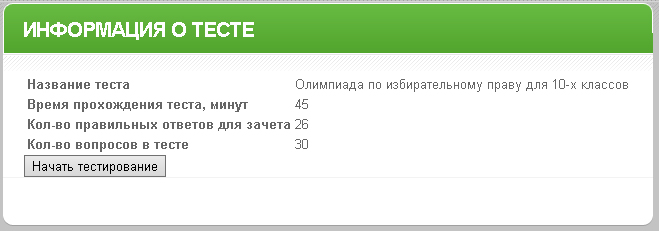 ИНФОРМАЦИЯ О ТЕСТЕ
Название теста Олимпиада по избирательному праву для 10-х классов
Время прохождения теста, минут 45
Кол-во правильных ответов для зачета 26
Кол-во вопросов в тесте 30
Начать тестирование